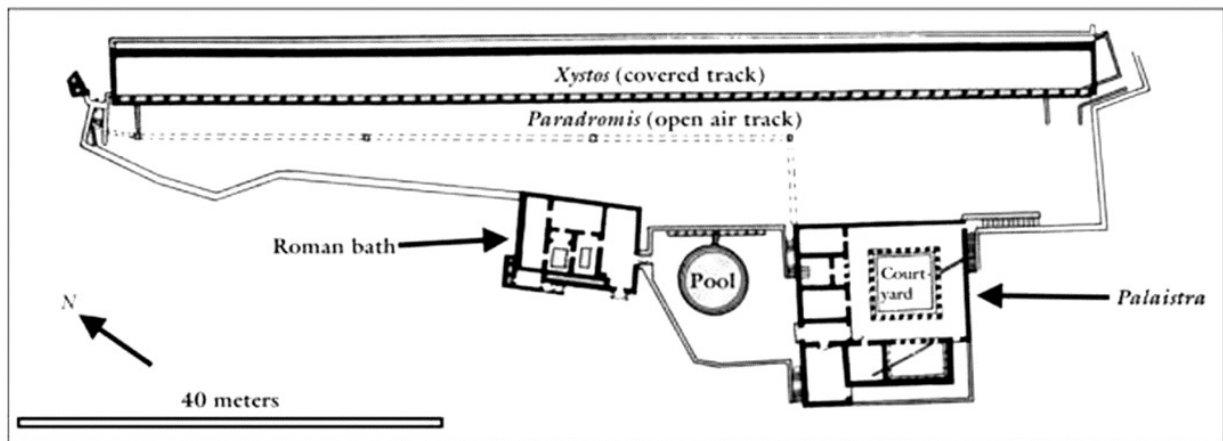 Xystos (covered track)
Paradromis (open air track)
Roman bath
Pool
Court-
yard
Palaistra
N
40 meters